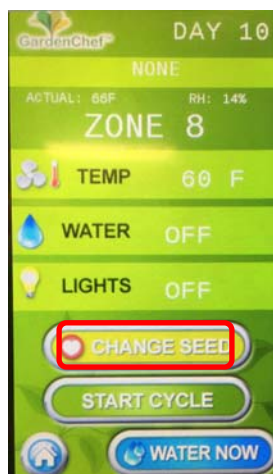 GardenChef™ DAY 10
NONE
ACTUAL: 66F RH: 14%
ZONE 8
TEMP 60 F
WATER OFF
LIGHTS OFF
CHANGE SEED
START CYCLE
WATER NOW